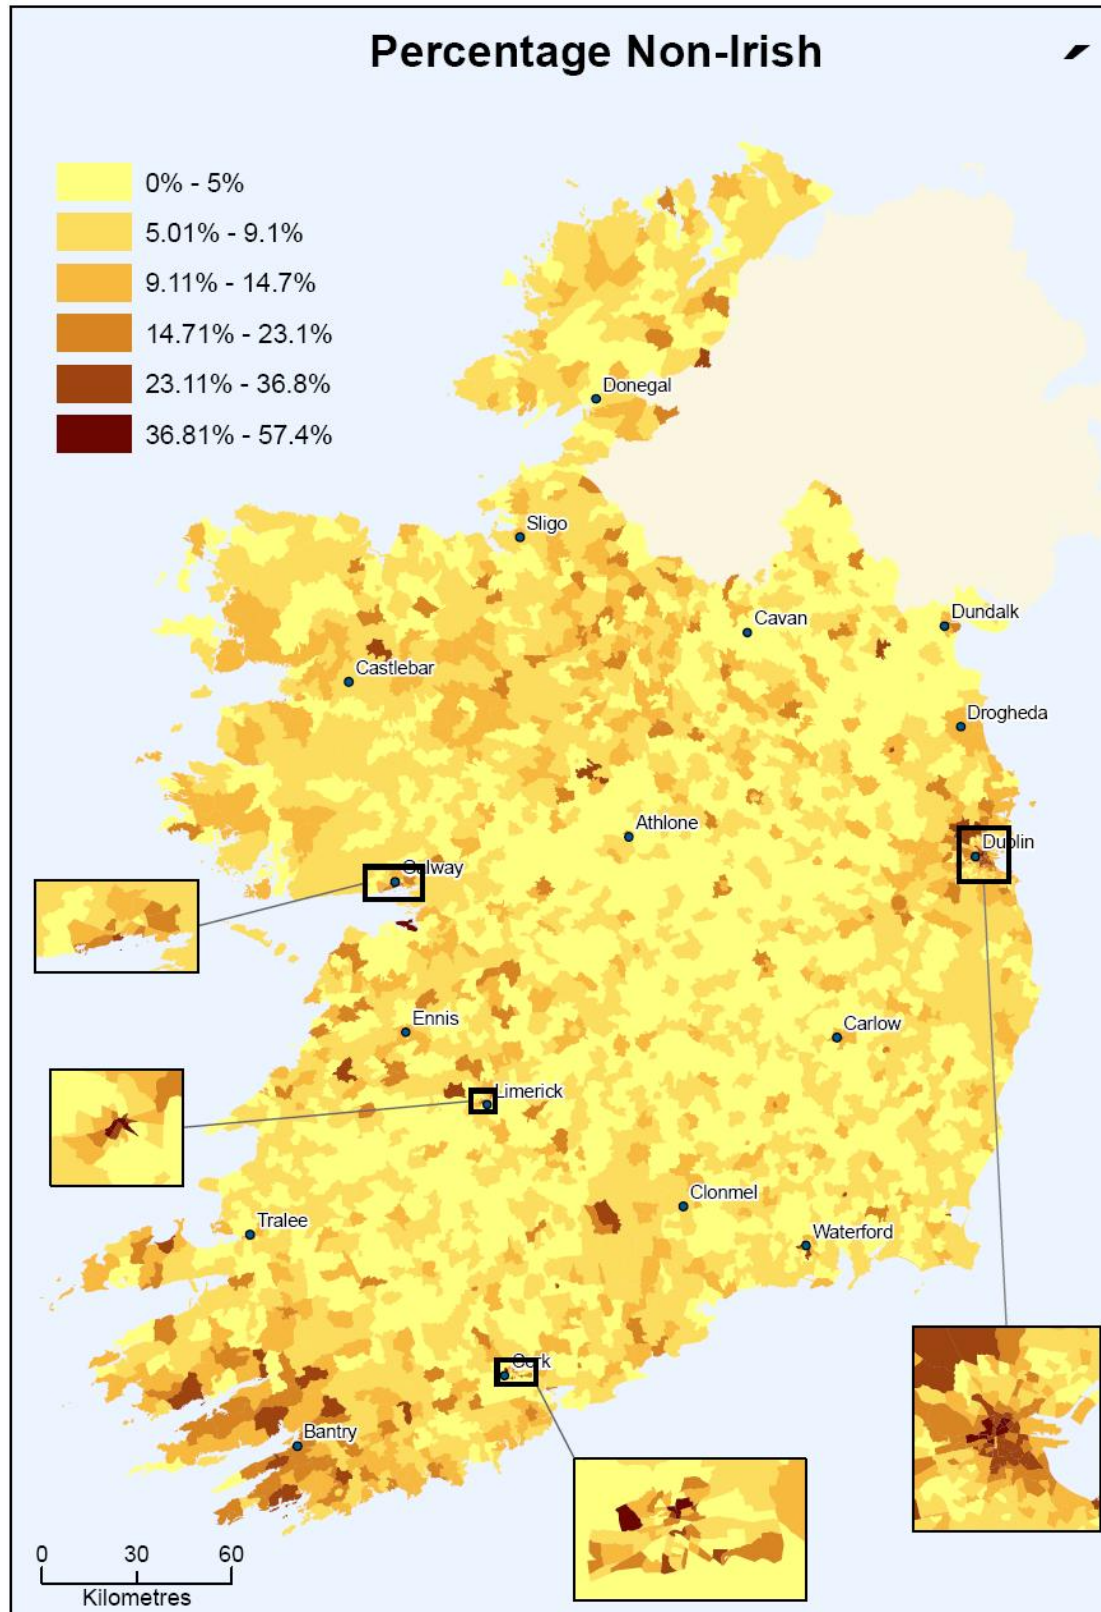 Percentage Non-Irish
0% - 5%
5.01% - 9.1%
9.11% - 14.7%
14.71% - 23.1%
23.11% - 36.8%
36.81% - 57.4%
Donegal
Sligo
Cavan
Dundalk
Castlebar
Drogheda
Athlone
Dublin
Galway
Ennis
Carlow
Limerick
Clonmel
Tralee
Waterford
Cork
Bantry
0 30 60
Kilometres